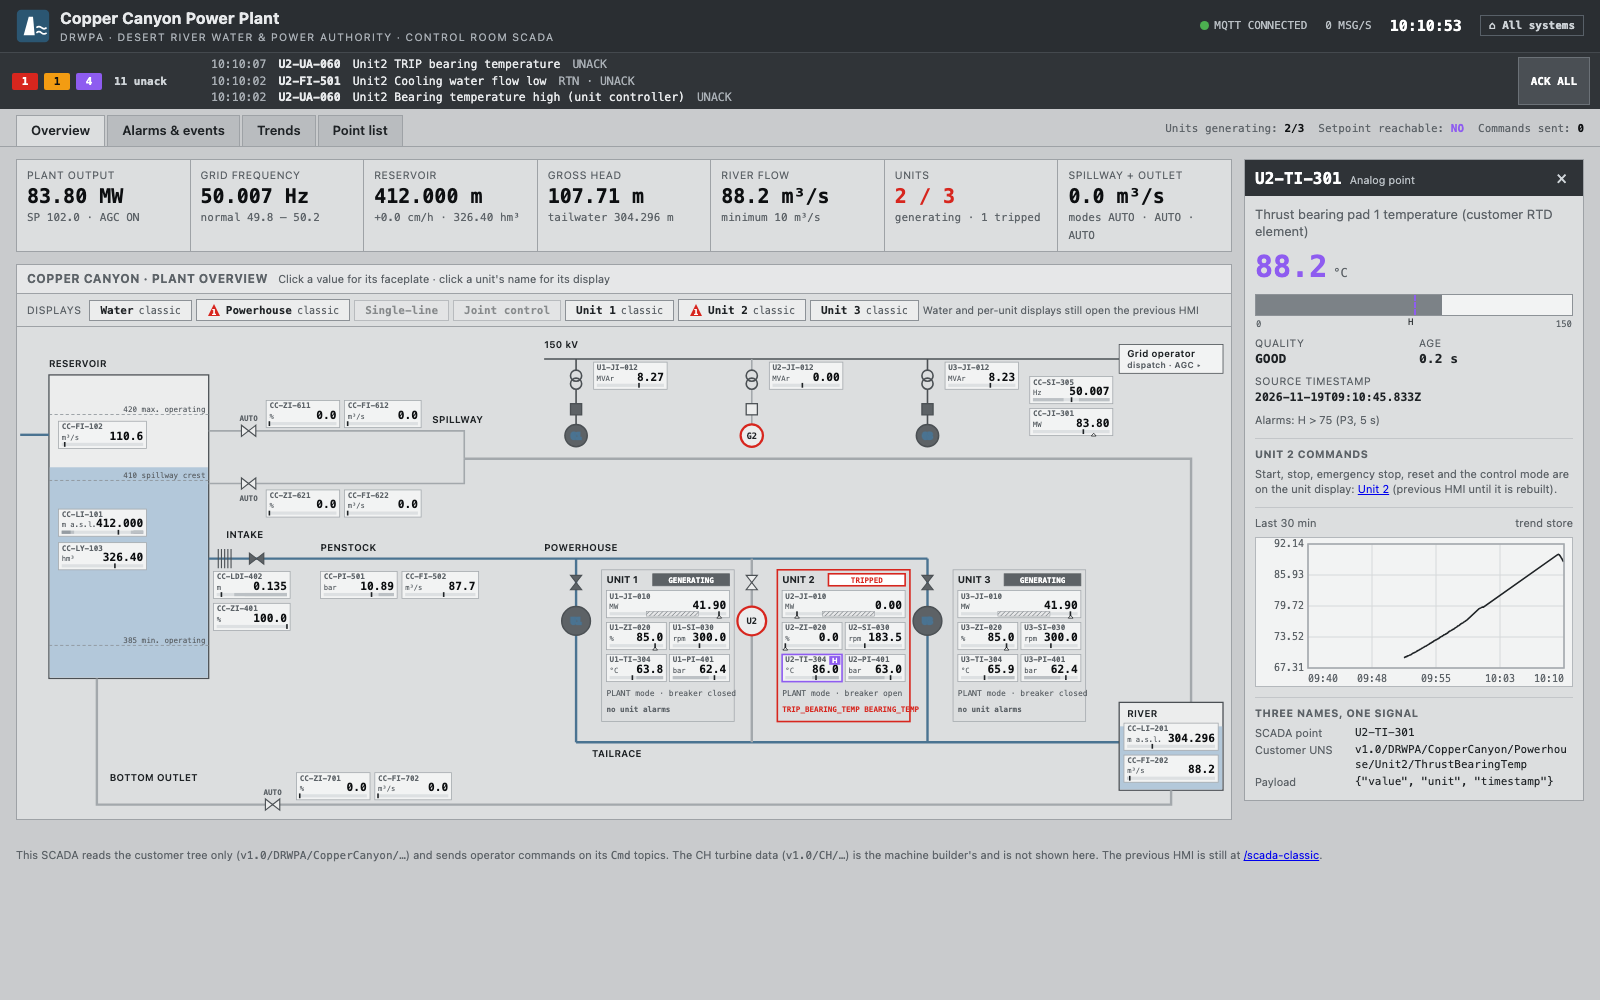 Copper Canyon Power Plant
DRWPA · DESERT RIVER WATER & POWER AUTHORITY · CONTROL ROOM SCADA
MQTT CONNECTED 0 MSG/S 10:10:53 ⌂ All systems
1 1 4 11 unack
10:10:07 U2-UA-060 Unit2 TRIP bearing temperature UNACK
10:10:02 U2-FI-501 Unit2 Cooling water flow low RTN · UNACK
10:10:02 U2-UA-060 Unit2 Bearing temperature high (unit controller) UNACK
ACK ALL
Overview Alarms & events Trends Point list
Units generating: 2/3 Setpoint reachable: NO Commands sent: 0
PLANT OUTPUT
83.80 MW
SP 102.0 · AGC ON
GRID FREQUENCY
50.007 Hz
normal 49.8 – 50.2
RESERVOIR
412.000 m
+0.0 cm/h · 326.40 hm³
GROSS HEAD
107.71 m
tailwater 304.296 m
RIVER FLOW
88.2 m³/s
minimum 10 m³/s
UNITS
2 / 3
generating · 1 tripped
SPILLWAY + OUTLET
0.0 m³/s
modes AUTO · AUTO ·
AUTO
COPPER CANYON · PLANT OVERVIEW Click a value for its faceplate · click a unit's name for its display
DISPLAYS Water classic Powerhouse classic Single-line Joint control Unit 1 classic Unit 2 classic Unit 3 classic Water and per-unit displays still open the previous HMI
RESERVOIR
420 max. operating
CC-FI-102
m³/s 110.6
410 spillway crest
CC-LI-101
m a.s.l. 412.000
CC-LY-103
hm³ 326.40
385 min. operating
AUTO
CC-ZI-611
% 0.0
CC-FI-612
m³/s 0.0
SPILLWAY
AUTO
CC-ZI-621
% 0.0
CC-FI-622
m³/s 0.0
INTAKE
CC-LDI-402
m 0.135
CC-ZI-401
% 100.0
PENSTOCK
CC-PI-501
bar 10.89
CC-FI-502
m³/s 87.7
150 kV
U1-JI-012
MVAr 8.27
U2-JI-012
MVAr 0.00
U3-JI-012
MVAr 8.23
G2
CC-SI-305
Hz 50.007
CC-JI-301
MW 83.80
Grid operator
dispatch · AGC ▸
POWERHOUSE
UNIT 1 GENERATING
U1-JI-010
MW 41.90
U1-ZI-020
% 85.0
U1-SI-030
rpm 300.0
U1-TI-304
°C 63.8
U1-PI-401
bar 62.4
PLANT mode · breaker closed
no unit alarms
U2
UNIT 2 TRIPPED
U2-JI-010
MW 0.00
U2-ZI-020
% 0.0
U2-SI-030
rpm 183.5
U2-TI-304 H
°C 86.0
U2-PI-401
bar 63.0
PLANT mode · breaker open
TRIP_BEARING_TEMP BEARING_TEMP
UNIT 3 GENERATING
U3-JI-010
MW 41.90
U3-ZI-020
% 85.0
U3-SI-030
rpm 300.0
U3-TI-304
°C 65.9
U3-PI-401
bar 62.4
PLANT mode · breaker closed
no unit alarms
TAILRACE
RIVER
CC-LI-201
m a.s.l. 304.296
CC-FI-202
m³/s 88.2
BOTTOM OUTLET
AUTO
CC-ZI-701
% 0.0
CC-FI-702
m³/s 0.0
U2-TI-301 Analog point ×
Thrust bearing pad 1 temperature (customer RTD
element)
88.2 °C
0 H 150
QUALITY
GOOD
AGE
0.2 s
SOURCE TIMESTAMP
2026-11-19T09:10:45.833Z
Alarms: H > 75 (P3, 5 s)
UNIT 2 COMMANDS
Start, stop, emergency stop, reset and the control mode are
on the unit display: Unit 2 (previous HMI until it is rebuilt).
Last 30 min trend store
92.14
85.93
79.72
73.52
67.31
09:40 09:48 09:55 10:03 10:10
THREE NAMES, ONE SIGNAL
SCADA point U2-TI-301
Customer UNS v1.0/DRWPA/CopperCanyon/Powerhou
se/Unit2/ThrustBearingTemp
Payload {"value", "unit", "timestamp"}
This SCADA reads the customer tree only (v1.0/DRWPA/CopperCanyon/…) and sends operator commands on its Cmd topics. The CH turbine data (v1.0/CH/…) is the machine builder's and is not shown here. The previous HMI is still at /scada-classic.